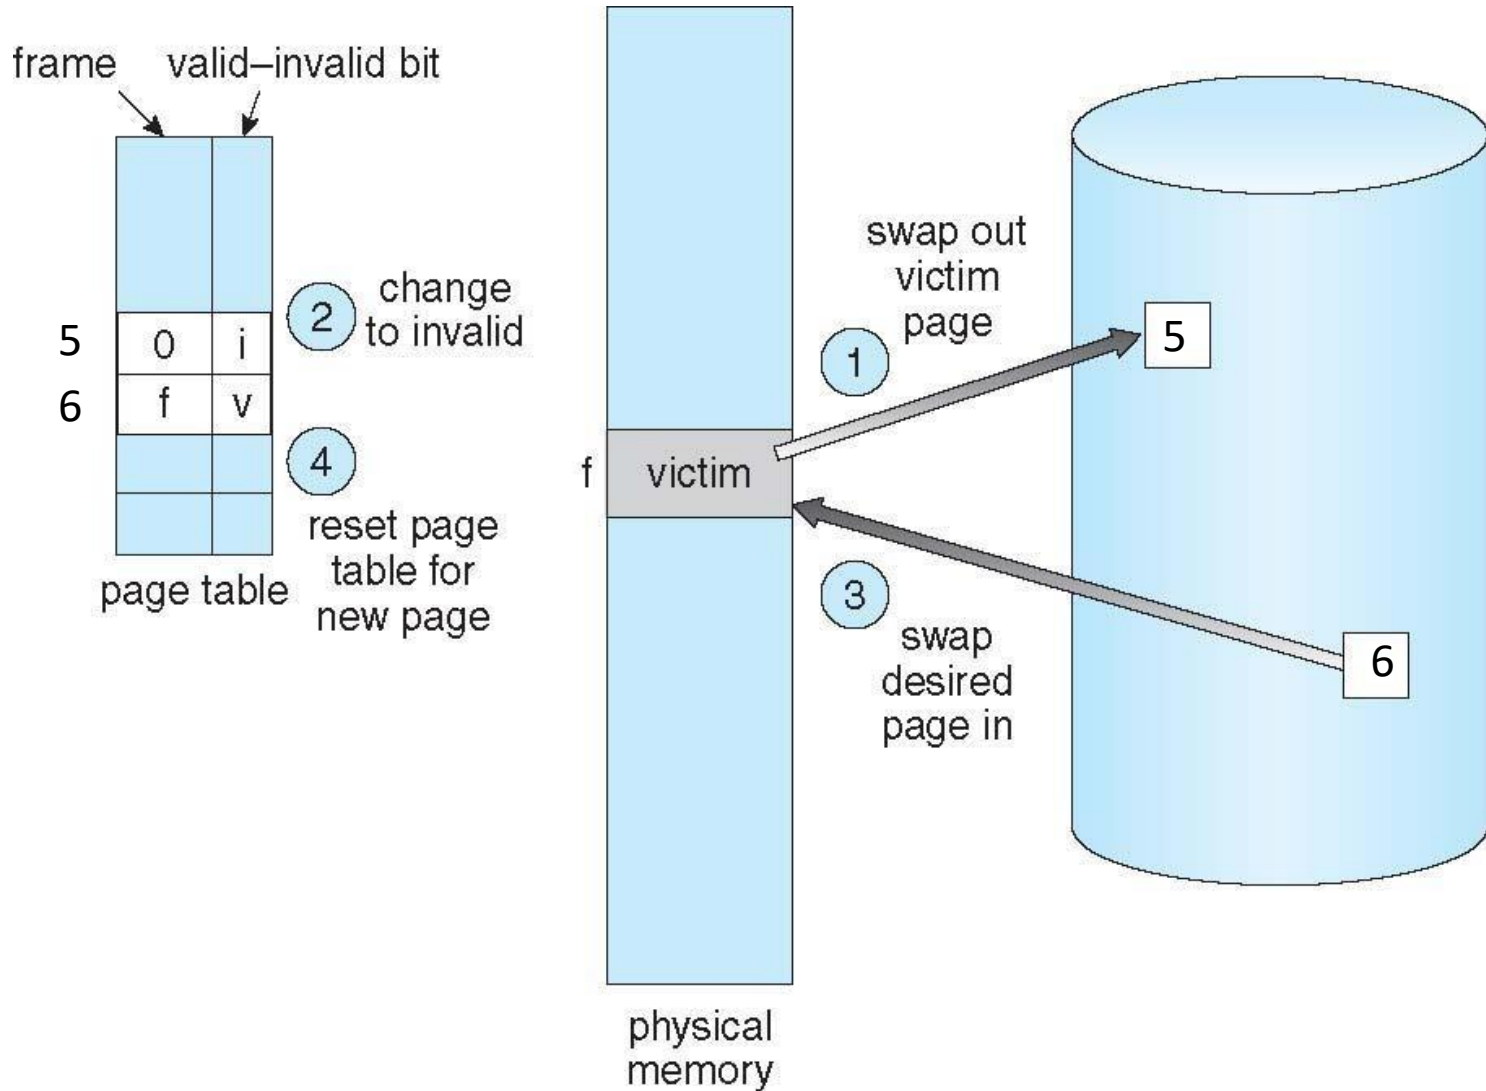 frame
valid–invalid bit
5
0
i
6
f
v
2
change
to invalid
4
reset page
table for
new page
page table
f
victim
physical
memory
1
swap out
victim
page
3
swap
desired
page in
5
6